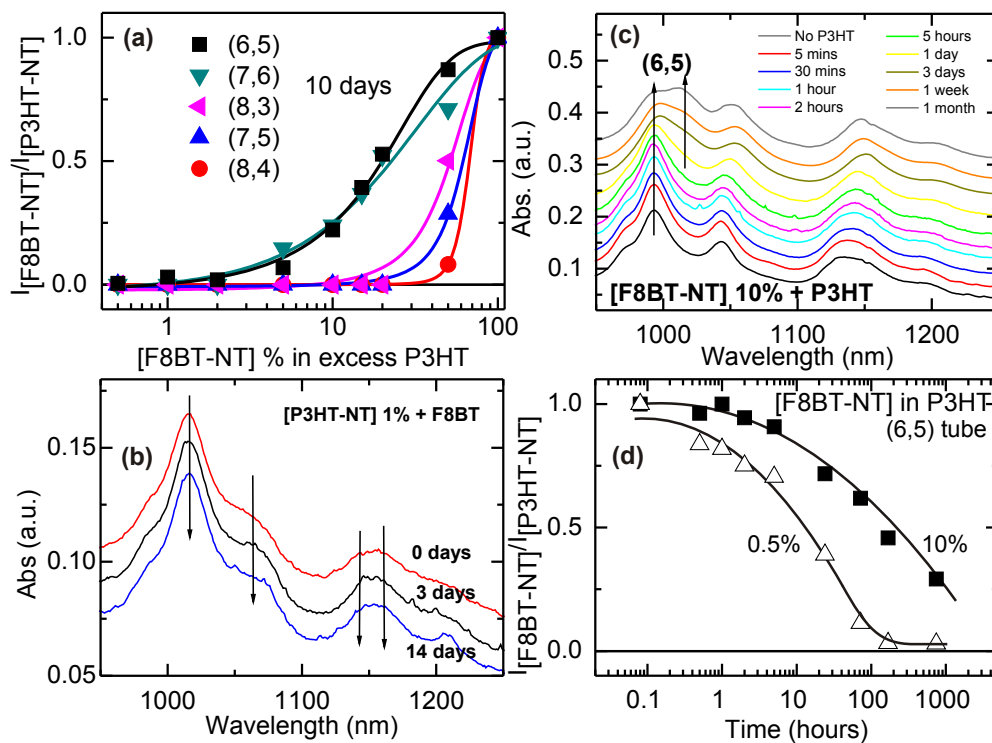 (a)
(6,5)
(7,6)
(8,3)
(7,5)
(8,4)
10 days
1.0
0.5
0.0
1
10
100
I[F8BT-NT]/I[P3HT-NT]
[F8BT-NT] % in excess P3HT
(c)
No P3HT
5 mins
30 mins
1 hour
2 hours
5 hours
1 day
3 days
1 week
1 month
(6,5)
0.5
0.4
0.3
0.2
0.1
Abs. (a.u.)
[F8BT-NT] 10% + P3HT
1000
1100
1200
Wavelength (nm)
[P3HT-NT] 1% + F8BT
(b)
0.15
0.10
0.05
Abs (a.u.)
0 days
3 days
14 days
1000
1100
1200
Wavelength (nm)
[F8BT-NT] in P3HT
(6,5) tube
(d)
1.0
0.5
0.0
I[F8BT-NT]/I[P3HT-NT]
0.5%
10%
0.1
1
10
100
1000
Time (hours)